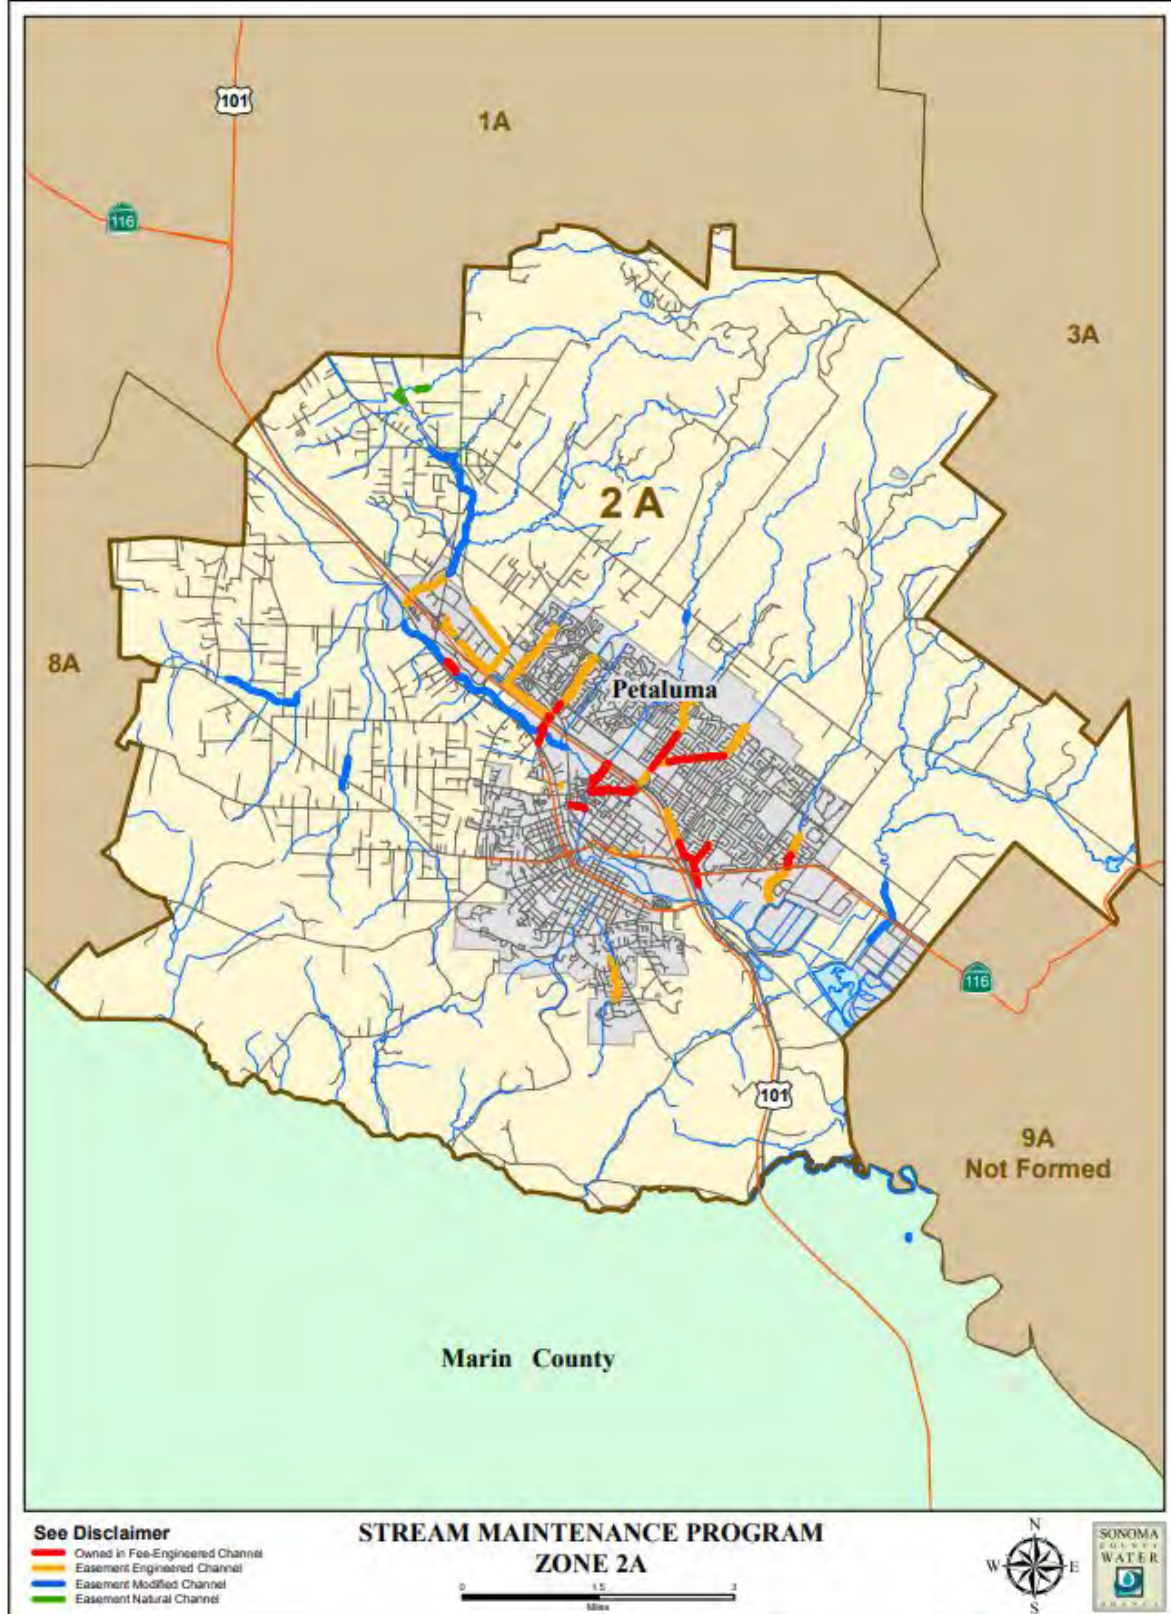 101
1A
116
3A
2 A
8A
Petaluma
116
101
9A
Not Formed
Marin County
See Disclaimer
Owned in Fee-Engineered Channel
Easement Engineered Channel
Easement Modified Channel
Easement Natural Channel
STREAM MAINTENANCE PROGRAM
ZONE 2A
0 1.5 3
Miles
N
W E
S
SONOMA
COUNTY
WATER
AGENCY